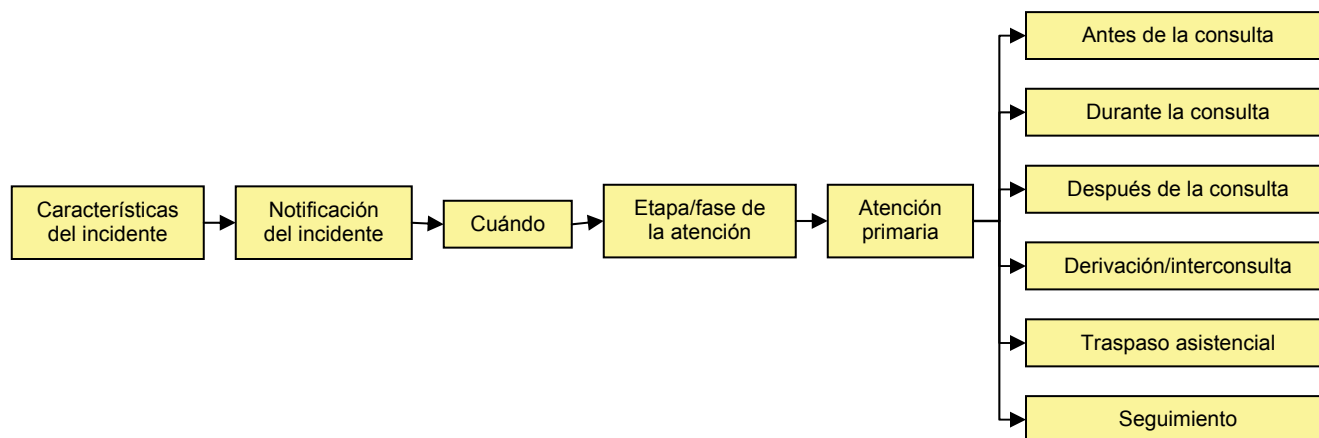 Características
del incidente
Notificación
del incidente
Cuándo
Etapa/fase de
la atención
Atención
primaria
Antes de la consulta
Durante la consulta
Después de la consulta
Derivación/interconsulta
Traspaso asistencial
Seguimiento